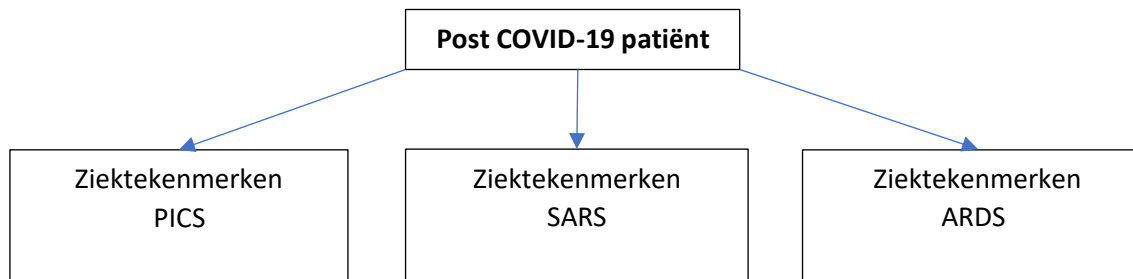 Post COVID-19 patiënt
Ziektekenmerken
PICS
Ziektekenmerken
SARS
Ziektekenmerken
ARDS